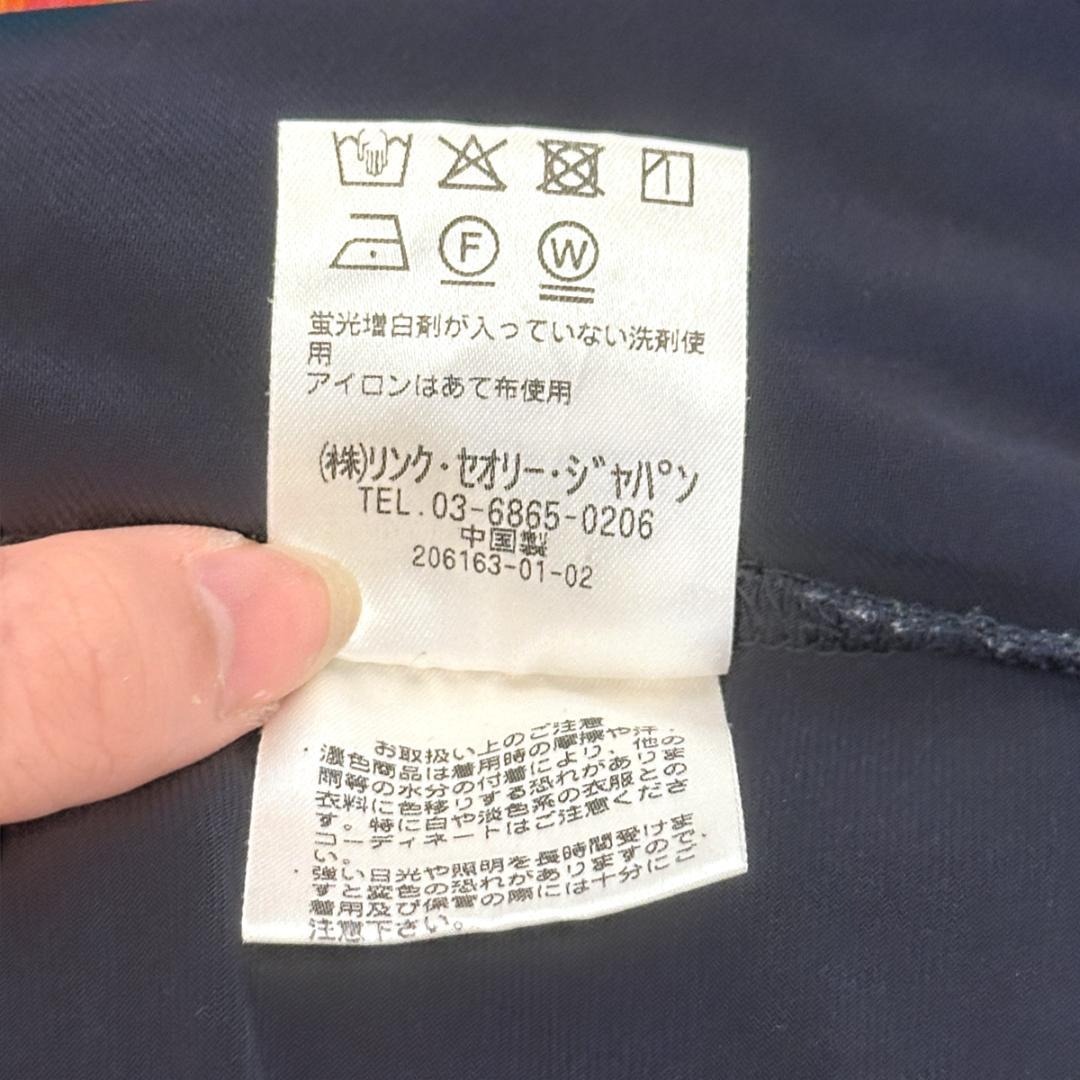 F W
蛍光増白剤が入っていない洗剤使
用
アイロンはあて布使用
(株)リンク・セオリー・ジャパン
TEL.03-6865-0206
中国製
206163-01-02
お取扱い上のご注意
濃色商品は着用時の摩擦や汗・の
間等の水分の付着により、他のま
衣料に色移りする恐れがありとの
す。特に白や淡色系の衣服とのさ
コーディネートはご注意くださ
い。
強い日光や照明を長時間受けま
すと変色の恐れがありますので、
着用及び保管の際には十分にご
注意下さい。